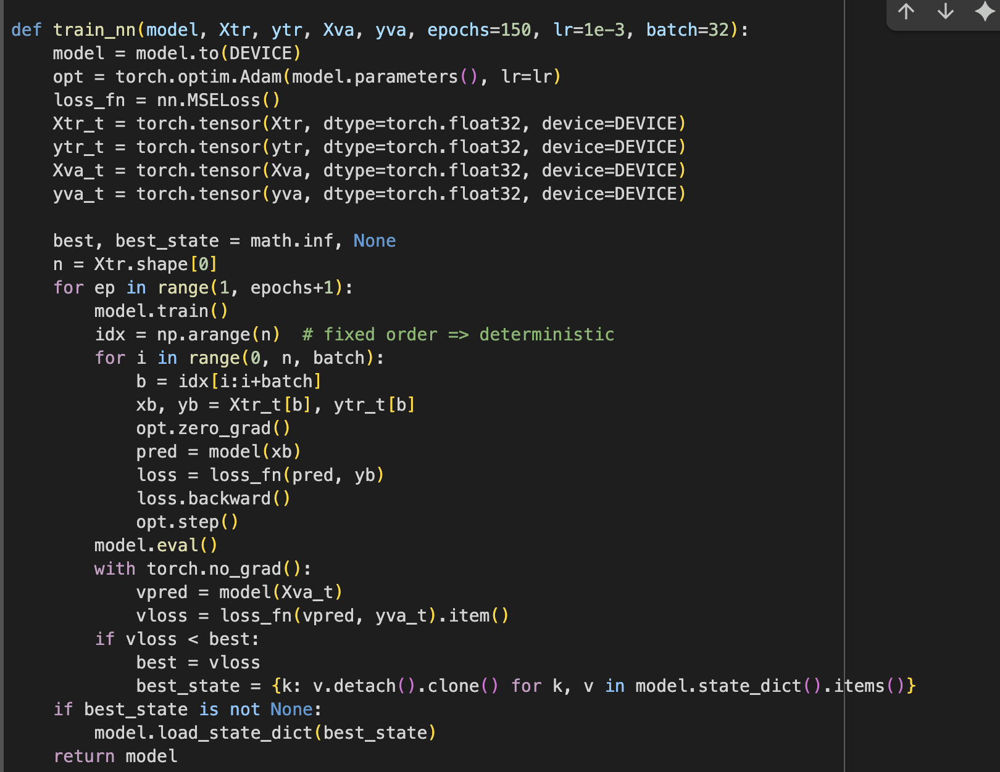 def train_nn(model, Xtr, ytr, Xva, yva, epochs=150, lr=1e-3, batch=32):
    model = model.to(DEVICE)
    opt = torch.optim.Adam(model.parameters(), lr=lr)
    loss_fn = nn.MSELoss()
    Xtr_t = torch.tensor(Xtr, dtype=torch.float32, device=DEVICE)
    ytr_t = torch.tensor(ytr, dtype=torch.float32, device=DEVICE)
    Xva_t = torch.tensor(Xva, dtype=torch.float32, device=DEVICE)
    yva_t = torch.tensor(yva, dtype=torch.float32, device=DEVICE)

    best, best_state = math.inf, None
    n = Xtr.shape[0]
    for ep in range(1, epochs+1):
        model.train()
        idx = np.arange(n)  # fixed order => deterministic
        for i in range(0, n, batch):
            b = idx[i:i+batch]
            xb, yb = Xtr_t[b], ytr_t[b]
            opt.zero_grad()
            pred = model(xb)
            loss = loss_fn(pred, yb)
            loss.backward()
            opt.step()
        model.eval()
        with torch.no_grad():
            vpred = model(Xva_t)
            vloss = loss_fn(vpred, yva_t).item()
        if vloss < best:
            best = vloss
            best_state = {k: v.detach().clone() for k, v in model.state_dict().items()}
    if best_state is not None:
        model.load_state_dict(best_state)
    return model